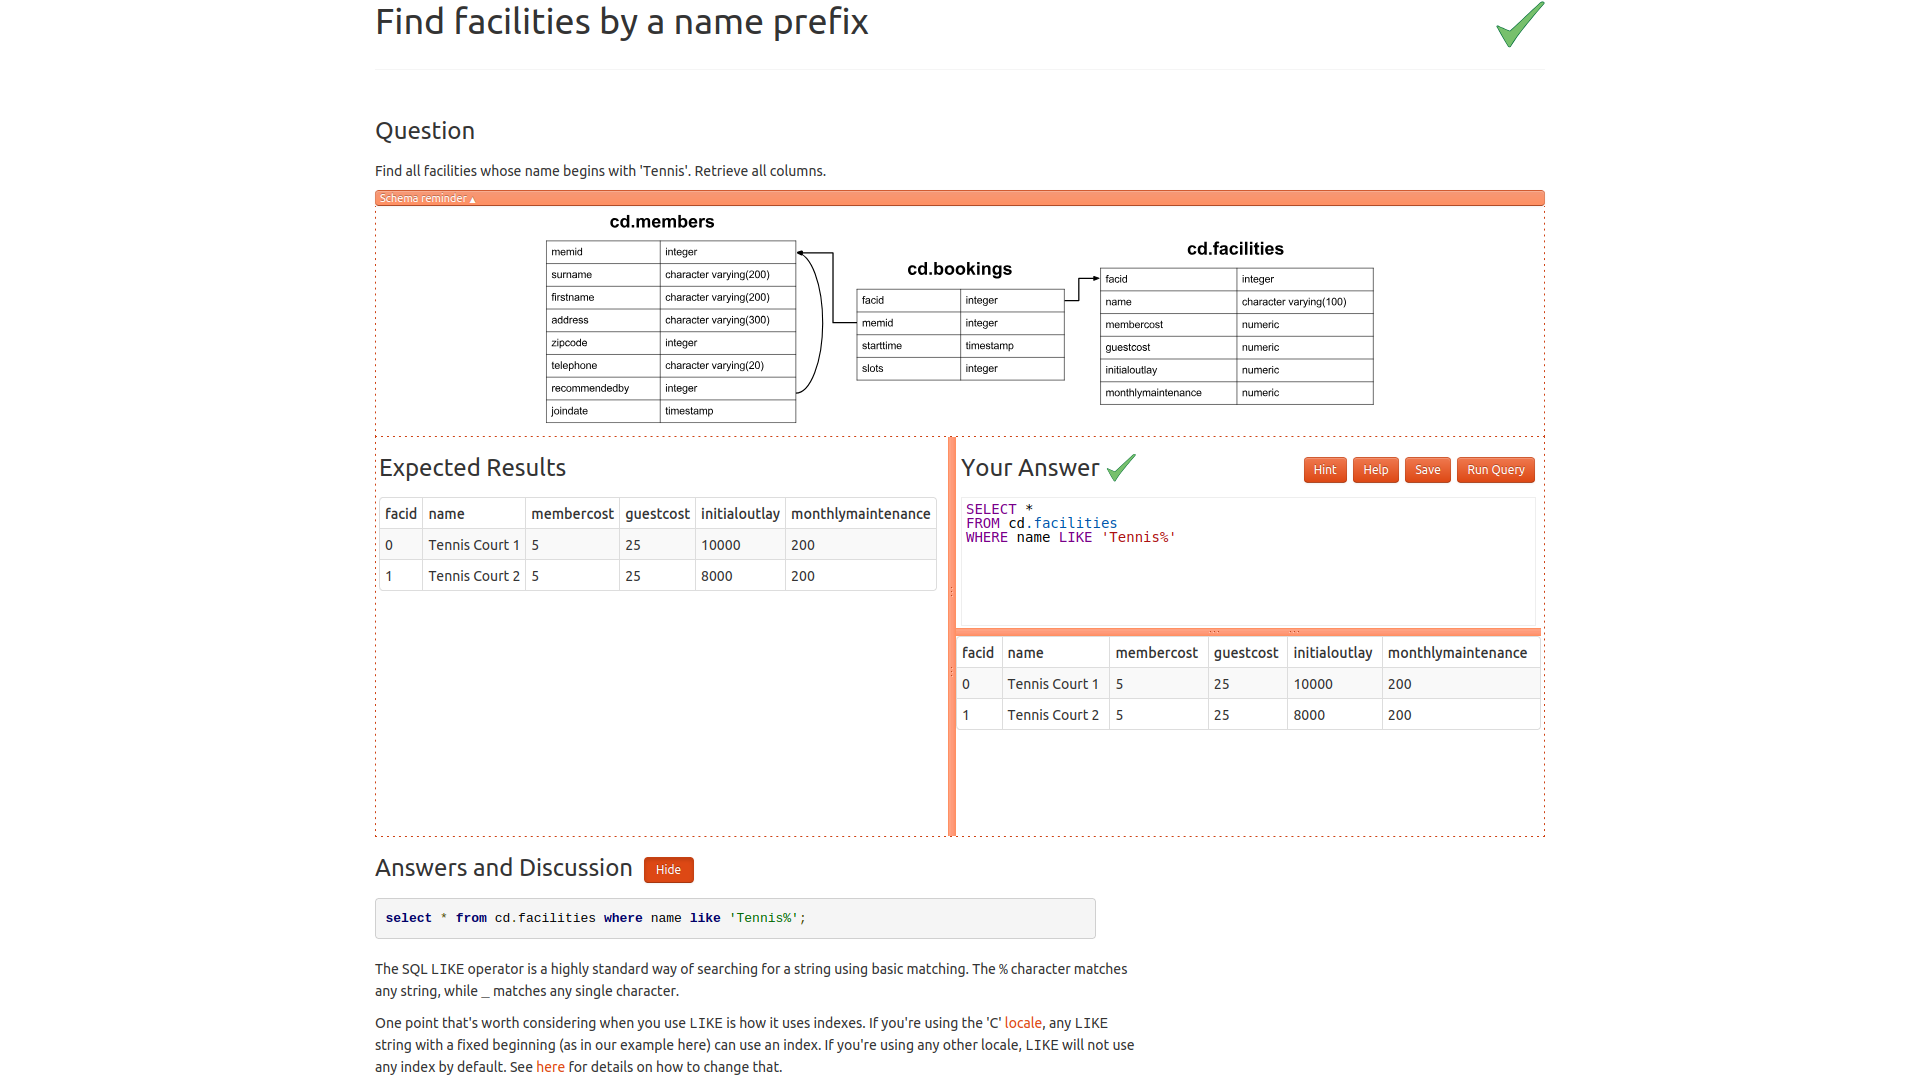 Find facilities by a name prefix
Question
Find all facilities whose name begins with 'Tennis'. Retrieve all columns.
Schema reminder ▴
cd.members
memid integer
surname character varying(200)
firstname character varying(200)
address character varying(300)
zipcode integer
telephone character varying(20)
recommendedby integer
joindate timestamp
cd.bookings
facid integer
memid integer
starttime timestamp
slots integer
cd.facilities
facid integer
name character varying(100)
membercost numeric
guestcost numeric
initialoutlay numeric
monthlymaintenance numeric
Expected Results
facid name membercost guestcost initialoutlay monthlymaintenance
0 Tennis Court 1 5 25 10000 200
1 Tennis Court 2 5 25 8000 200
Your Answer
Hint Help Save Run Query
SELECT *
FROM cd.facilities
WHERE name LIKE 'Tennis%'
facid name membercost guestcost initialoutlay monthlymaintenance
0 Tennis Court 1 5 25 10000 200
1 Tennis Court 2 5 25 8000 200
Answers and Discussion Hide
select * from cd.facilities where name like 'Tennis%';
The SQL LIKE operator is a highly standard way of searching for a string using basic matching. The % character matches
any string, while _ matches any single character.
One point that's worth considering when you use LIKE is how it uses indexes. If you're using the 'C' locale, any LIKE
string with a fixed beginning (as in our example here) can use an index. If you're using any other locale, LIKE will not use
any index by default. See here for details on how to change that.